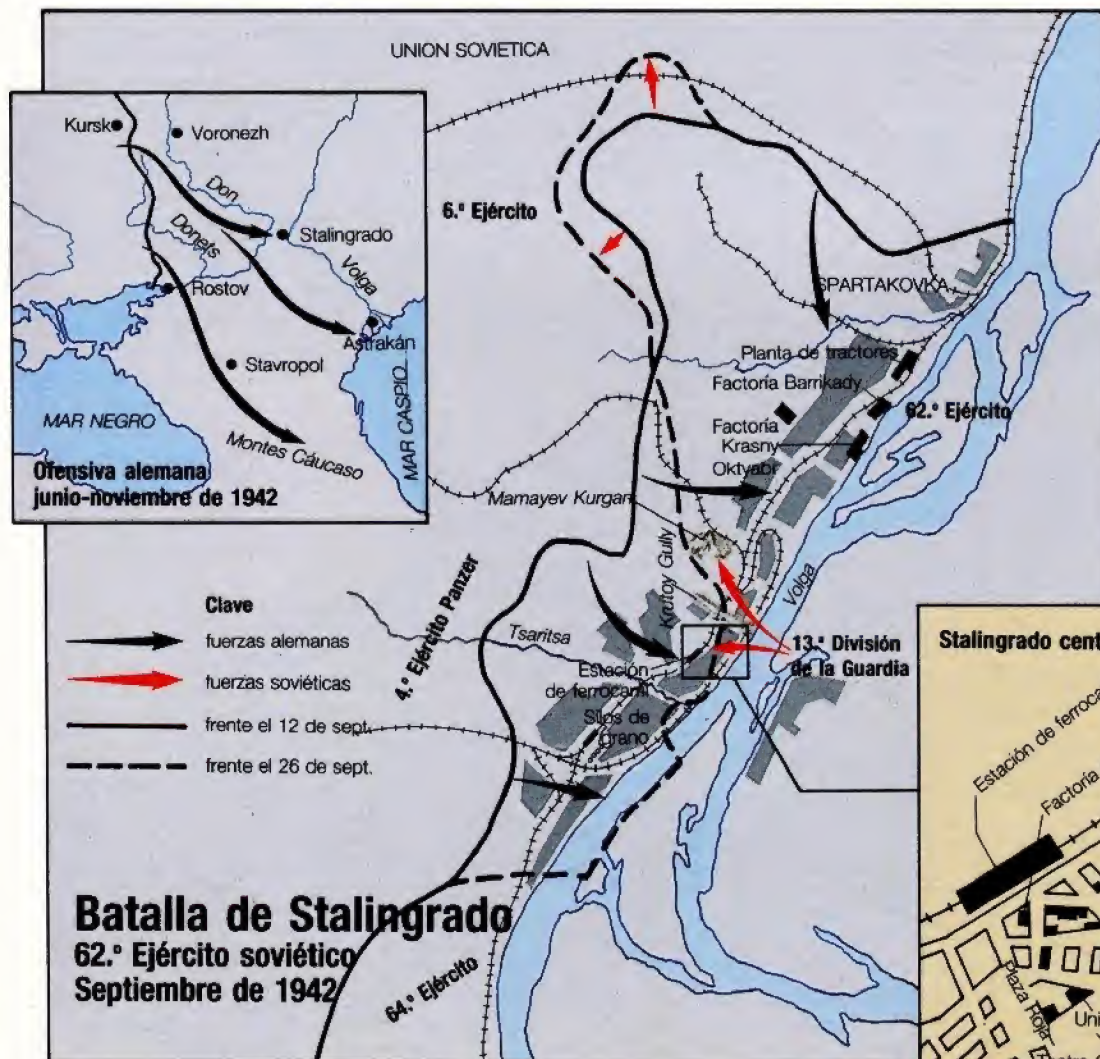 UNION SOVIETICA
Kursk
Voronezh
Don
Donets
Stalingrado
Volga
Rostov
Astrakán
Stavropol
MAR NEGRO
MAR CASPIO
Montes Cáucaso
Ofensiva alemana
junio-noviembre de 1942
6.º Ejército
SPARTAKOVKA
Planta de tractores
Factoría Barrikady
62.º Ejército
Factoría
Krasny
Oktyabr
Mamayev Kurgan
Krutoy Gully
Volga
4.º Ejército Panzer
Tsaritsa
13.ª División
de la Guardia
Estación
de ferrocarril
Silos de
grano
Clave
fuerzas alemanas
fuerzas soviéticas
frente el 12 de sept.
frente el 26 de sept.
Batalla de Stalingrado
62.º Ejército soviético
Septiembre de 1942
64.º Ejército
Stalingrado cent
Estación de ferroca
Factoría
Plaza Roja
Uni